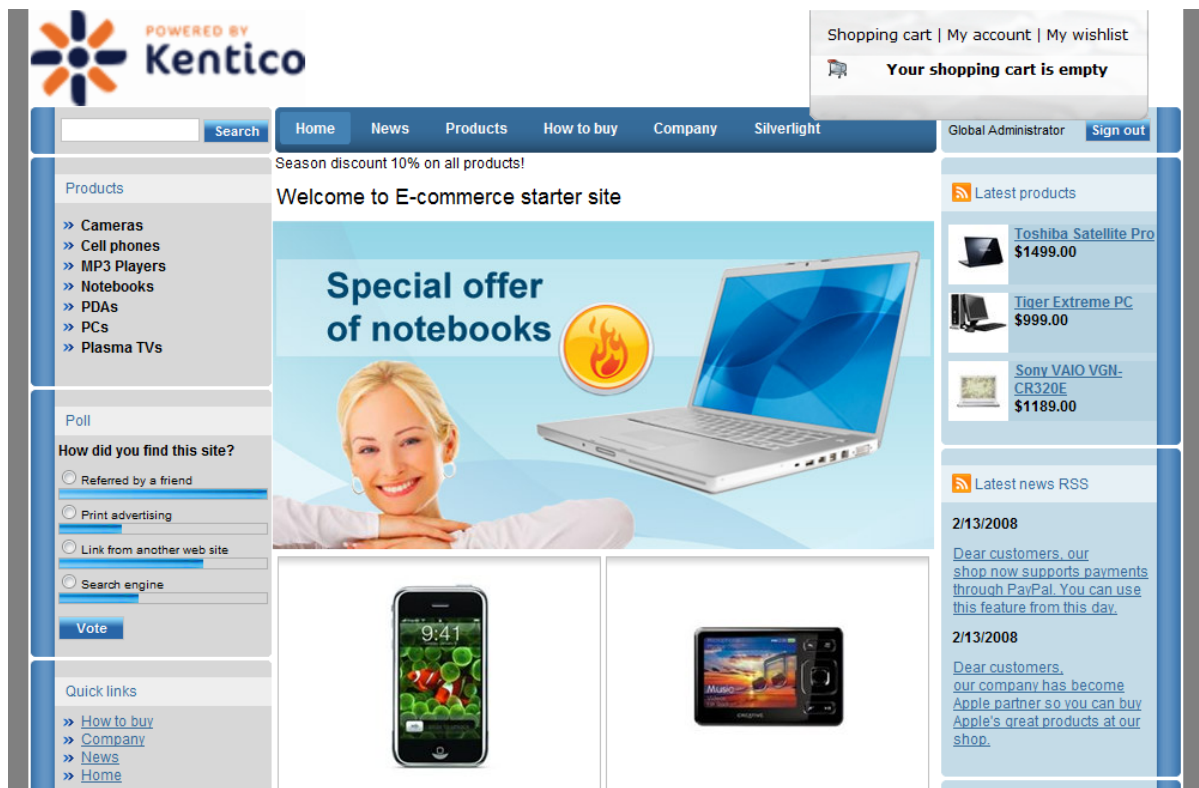 POWERED BY
Kentico
Shopping cart | My account | My wishlist
Your shopping cart is empty
Search
Home News Products How to buy Company Silverlight
Global Administrator Sign out
Products
» Cameras
» Cell phones
» MP3 Players
» Notebooks
» PDAs
» PCs
» Plasma TVs
Poll
How did you find this site?
Referred by a friend
Print advertising
Link from another web site
Search engine
Vote
Quick links
» How to buy
» Company
» News
» Home
Season discount 10% on all products!
Welcome to E-commerce starter site
Special offer
of notebooks
9:41
Music
CREATIVE
Latest products
Toshiba Satellite Pro
$1499.00
Tiger Extreme PC
$999.00
Sony VAIO VGN-
CR320E
$1189.00
Latest news RSS
2/13/2008
Dear customers, our
shop now supports payments
through PayPal. You can use
this feature from this day.
2/13/2008
Dear customers,
our company has become
Apple partner so you can buy
Apple's great products at our
shop.